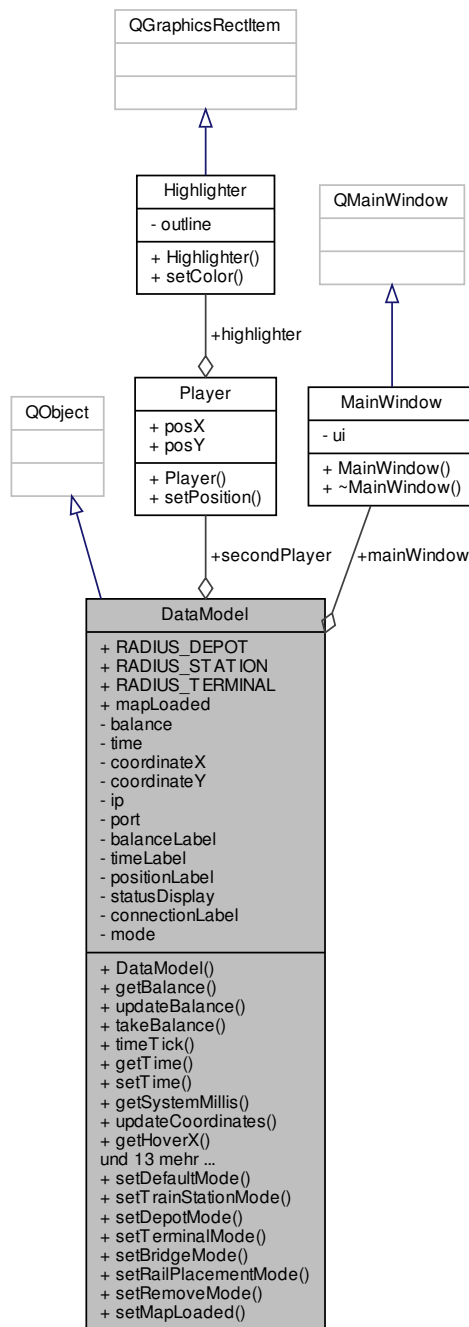 QGraphicsRectItem
Highlighter
- outline
+ Highlighter()
+ setColor()
QMainWindow
+highlighter
QObject
Player
+ posX
+ posY
+ Player()
+ setPosition()
MainWindow
- ui
+ MainWindow()
+ ~MainWindow()
+secondPlayer
+mainWindow
DataModel
+ RADIUS_DEPOT
+ RADIUS_STATION
+ RADIUS_TERMINAL
+ mapLoaded
- balance
- time
- coordinateX
- coordinateY
- ip
- port
- balanceLabel
- timeLabel
- positionLabel
- statusDisplay
- connectionLabel
- mode
+ DataModel()
+ getBalance()
+ updateBalance()
+ takeBalance()
+ timeTick()
+ getTime()
+ setTime()
+ getSystemMillis()
+ updateCoordinates()
+ getHoverX()
und 13 mehr ...
+ setDefaultMode()
+ setTrainStationMode()
+ setDepotMode()
+ setTerminalMode()
+ setBridgeMode()
+ setRailPlacementMode()
+ setRemoveMode()
+ setMapLoaded()